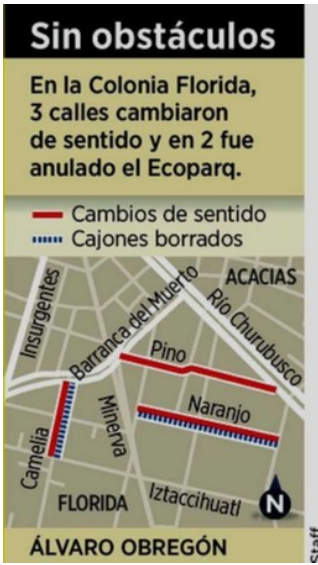 Sin obstáculos
En la Colonia Florida,
3 calles cambiaron
de sentido y en 2 fue
anulado el Ecoparq.
Cambios de sentido
Cajones borrados
Insurgentes
Barranca del Muerto
ACACIAS
Río Churubusco
Pino
Naranjo
Minerva
Camelia
Iztaccihuatl
FLORIDA
N
ÁLVARO OBREGÓN
Staff